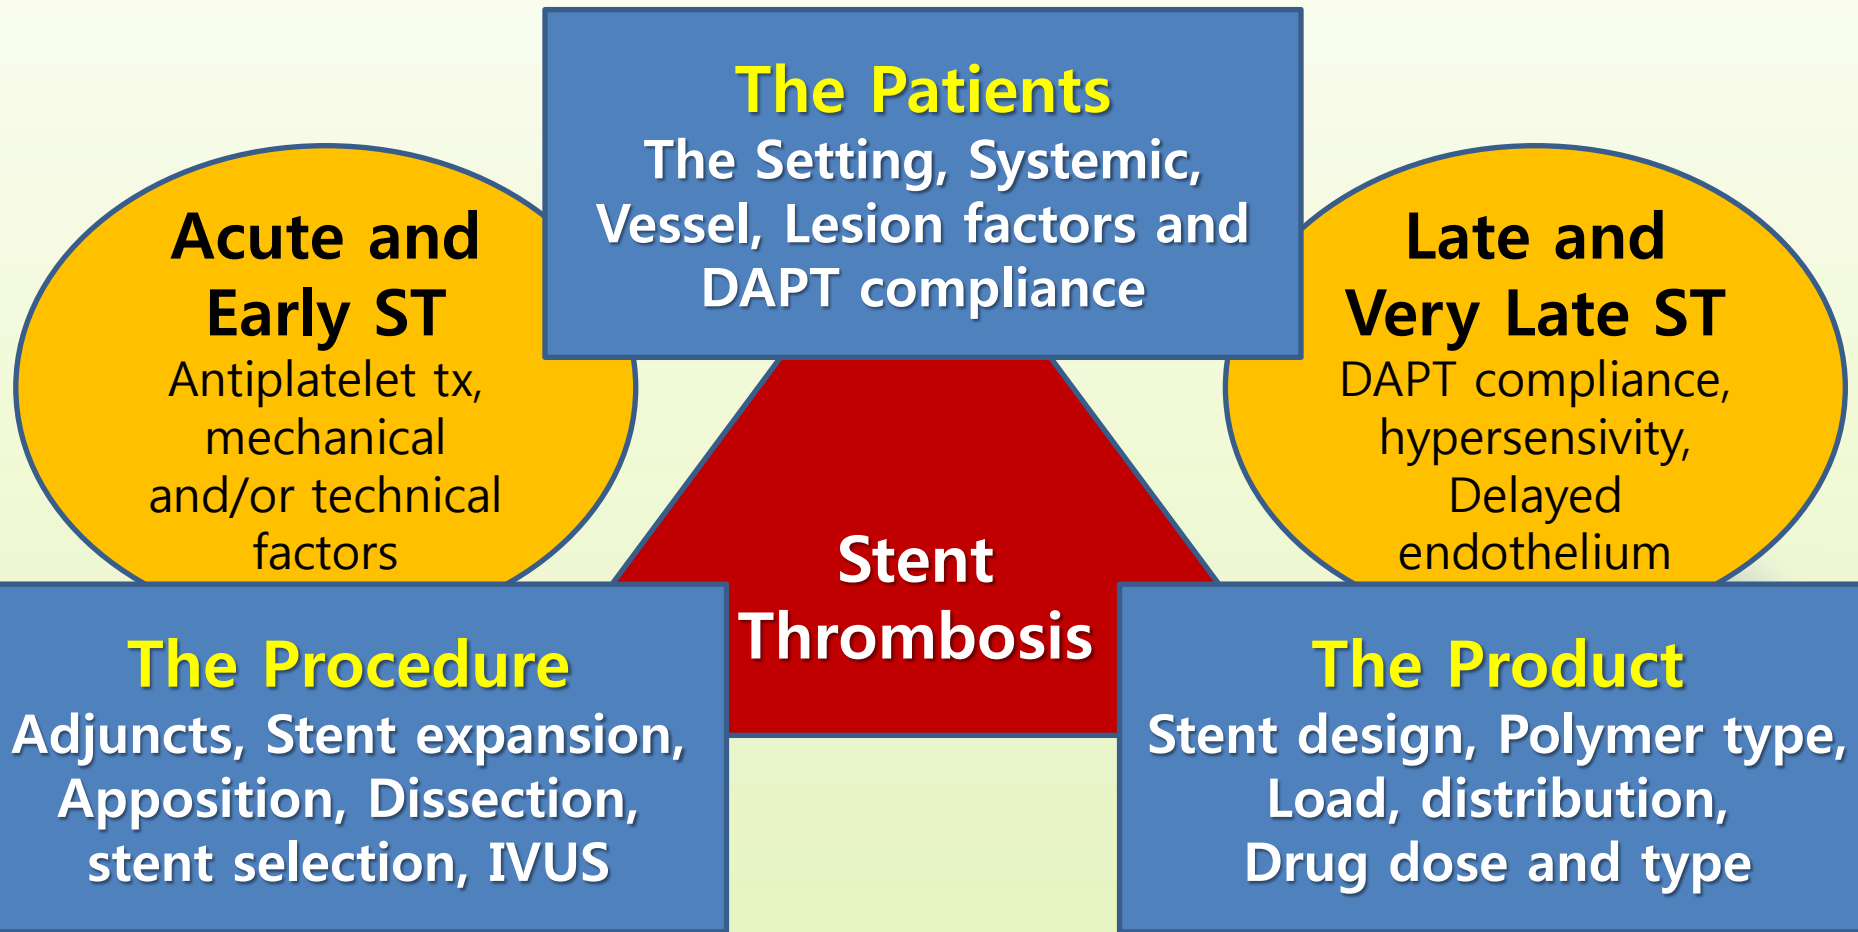 The Patients
The Setting, Systemic,
Vessel, Lesion factors and
DAPT compliance
Acute and
Early ST
Antiplatelet tx,
mechanical
and/or technical
factors
Late and
Very Late ST
DAPT compliance,
hypersensivity,
Delayed
endothelium
Stent
Thrombosis
The Procedure
Adjuncts, Stent expansion,
Apposition, Dissection,
stent selection, IVUS
The Product
Stent design, Polymer type,
Load, distribution,
Drug dose and type